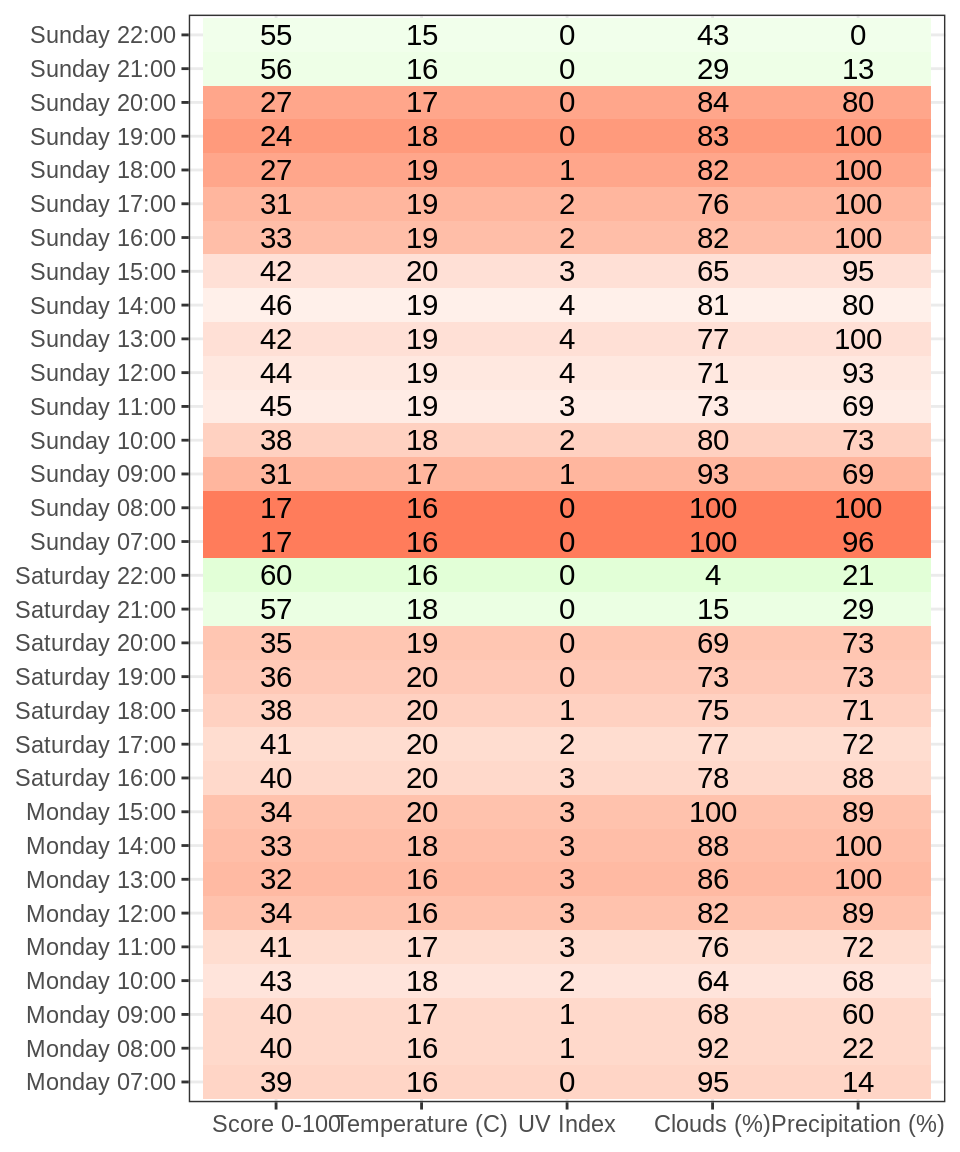 Sunday 22:00 55 15 0 43 0
Sunday 21:00 56 16 0 29 13
Sunday 20:00 27 17 0 84 80
Sunday 19:00 24 18 0 83 100
Sunday 18:00 27 19 1 82 100
Sunday 17:00 31 19 2 76 100
Sunday 16:00 33 19 2 82 100
Sunday 15:00 42 20 3 65 95
Sunday 14:00 46 19 4 81 80
Sunday 13:00 42 19 4 77 100
Sunday 12:00 44 19 4 71 93
Sunday 11:00 45 19 3 73 69
Sunday 10:00 38 18 2 80 73
Sunday 09:00 31 17 1 93 69
Sunday 08:00 17 16 0 100 100
Sunday 07:00 17 16 0 100 96
Saturday 22:00 60 16 0 4 21
Saturday 21:00 57 18 0 15 29
Saturday 20:00 35 19 0 69 73
Saturday 19:00 36 20 0 73 73
Saturday 18:00 38 20 1 75 71
Saturday 17:00 41 20 2 77 72
Saturday 16:00 40 20 3 78 88
Monday 15:00 34 20 3 100 89
Monday 14:00 33 18 3 88 100
Monday 13:00 32 16 3 86 100
Monday 12:00 34 16 3 82 89
Monday 11:00 41 17 3 76 72
Monday 10:00 43 18 2 64 68
Monday 09:00 40 17 1 68 60
Monday 08:00 40 16 1 92 22
Monday 07:00 39 16 0 95 14
Score 0-100 Temperature (C) UV Index Clouds (%) Precipitation (%)